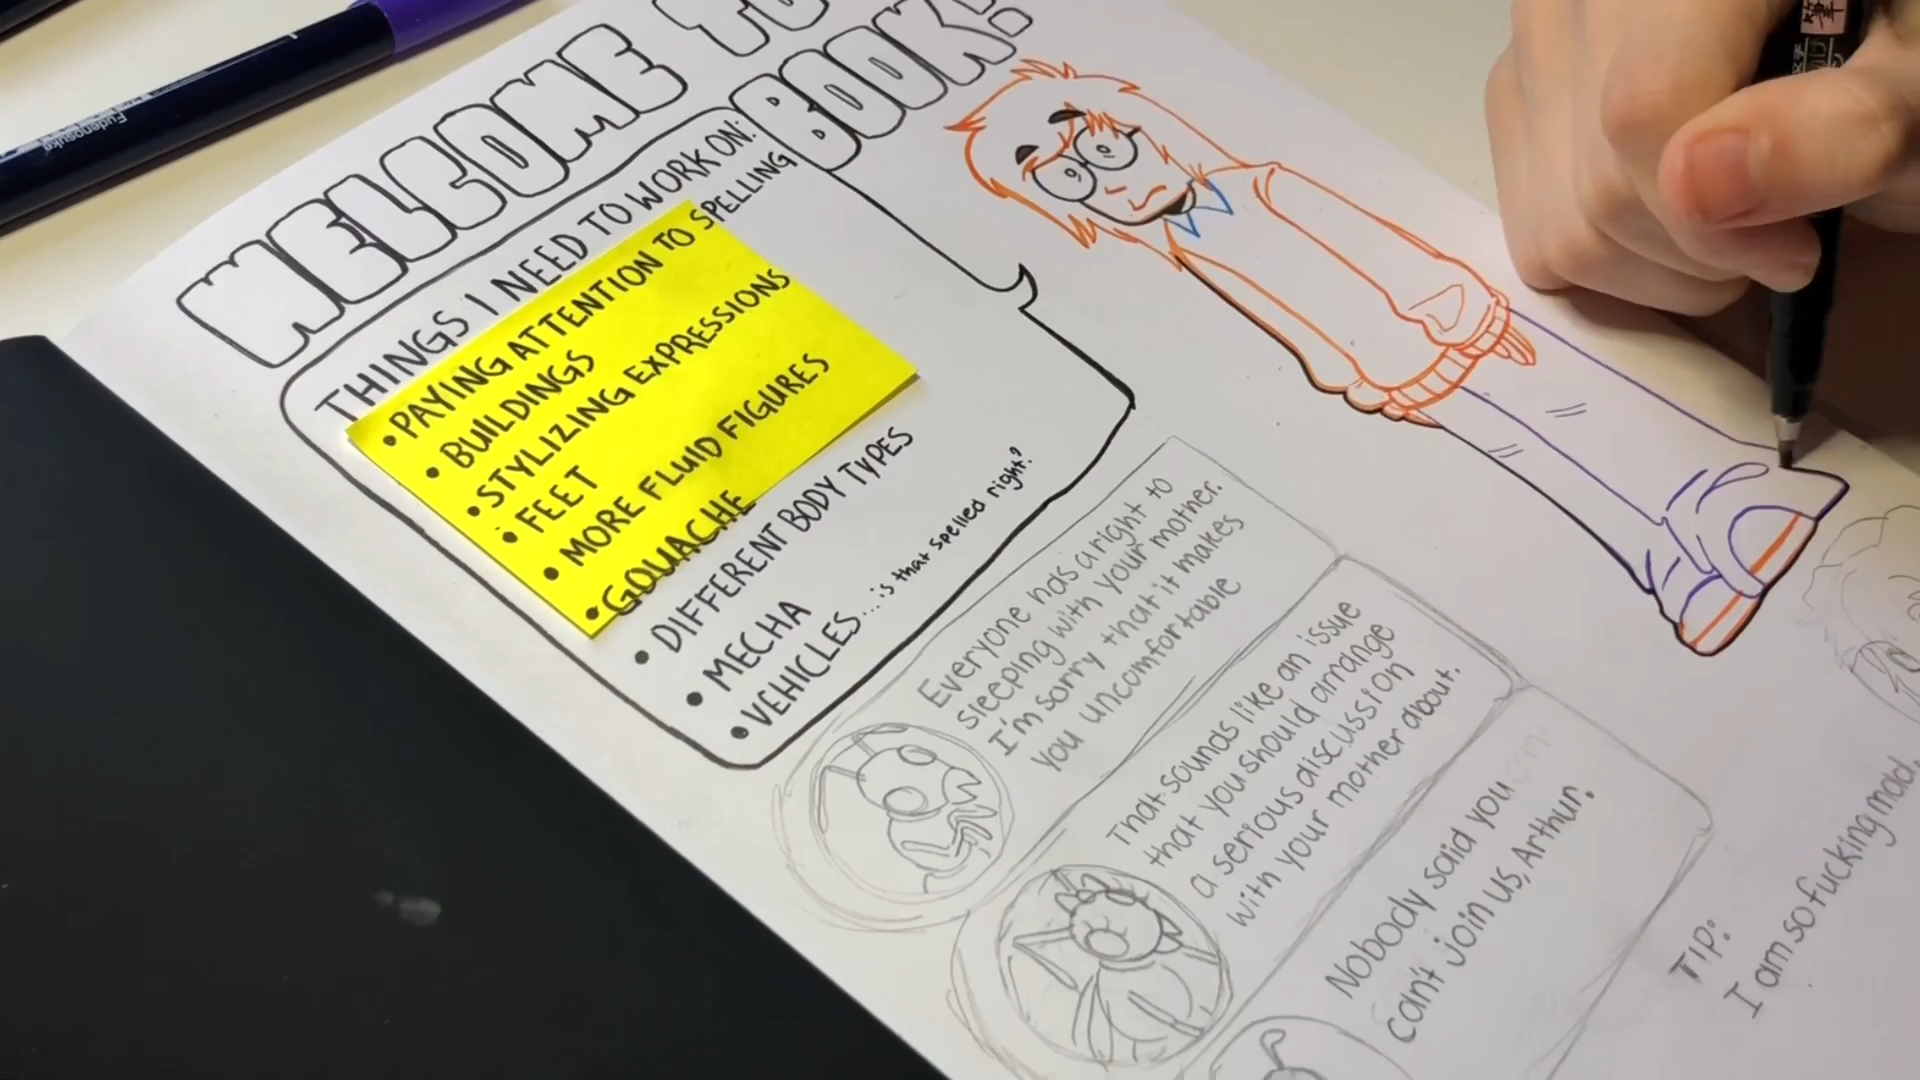 Fudenosuke
WELCOME TO
BOOK!
THINGS I NEED TO WORK ON:
• PAYING ATTENTION TO SPELLING
• BUILDINGS
• STYLIZING EXPRESSIONS
• FEET
• MORE FLUID FIGURES
• GOUACHE
• DIFFERENT BODY TYPES
• MECHA
• VEHICLES...is that spelled right?
Everyone has a right to
sleeping with your mother.
I'm sorry that it makes
you uncomfortable
That sounds like an issue
that you should arrange
a serious discussion
with your mother about.
Nobody said you can
can't join us, Arthur.
TIP:
I am so fucking mad.
筆